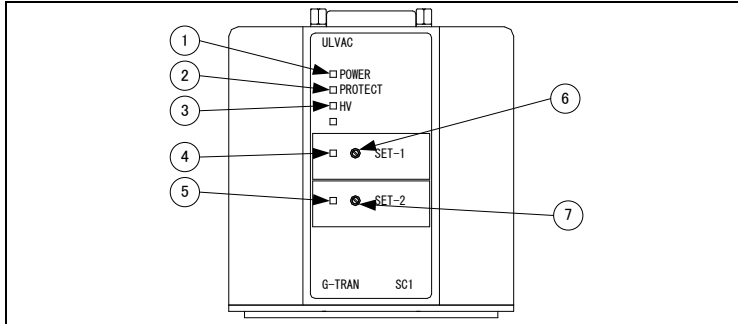 ULVAC
1
POWER
2
PROTECT
3
HV
6
4
SET-1
5
SET-2
7
G-TRAN SC1